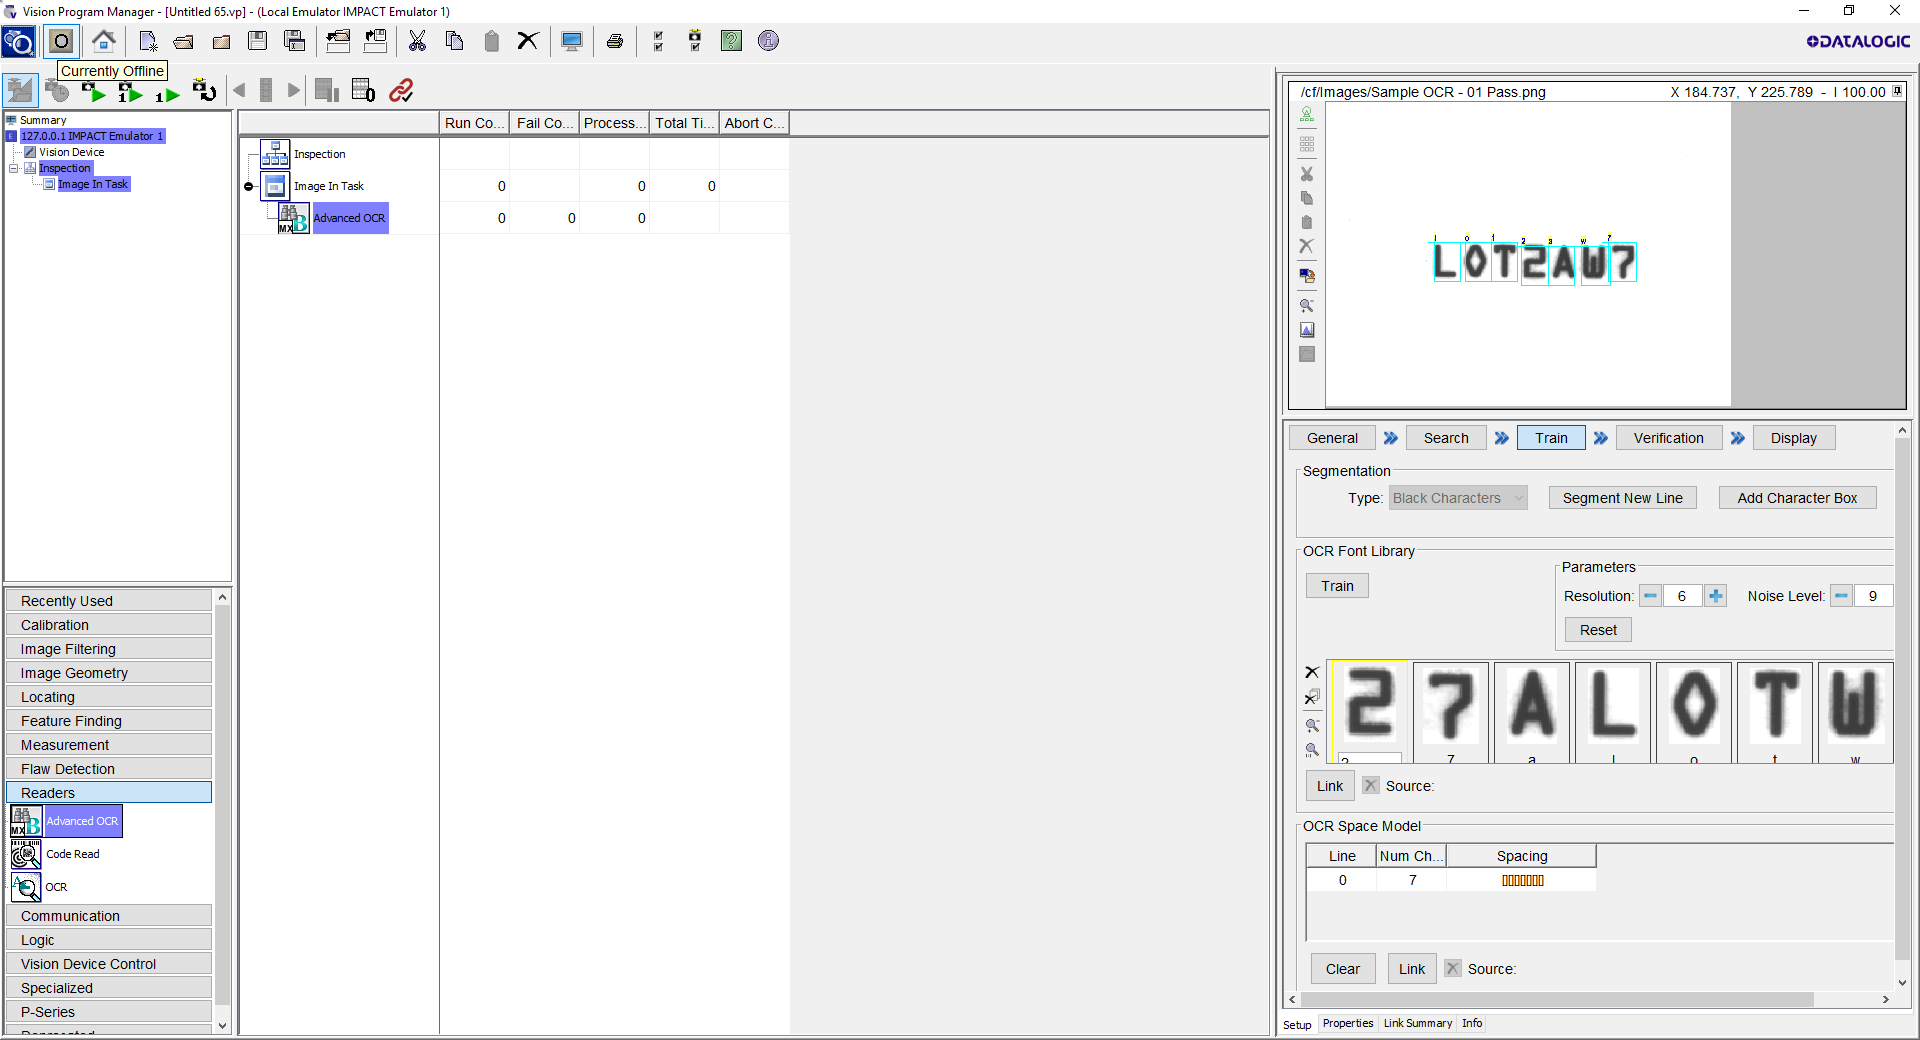 Vision Program Manager - [Untitled 65.vp] - (Local Emulator IMPACT Emulator 1)
DATALOGIC
Currently Offline
Summary
127.0.0.1 IMPACT Emulator 1
Vision Device
Inspection
Image In Task
Run Co... Fail Co... Process... Total Ti... Abort C...
Inspection
Image In Task 0 0 0
MX B Advanced OCR 0 0 0
/cf/Images/Sample OCR - 01 Pass.png X 184.737, Y 225.789 - I 100.00
l o t 2 a w 7
LOT2AW7
General Search Train Verification Display
Segmentation
Type: Black Characters Segment New Line Add Character Box
OCR Font Library
Train
Parameters
Resolution: 6 Noise Level: 9
Reset
2 7 A L O T W
2 7 a l o t w
Link Source:
OCR Space Model
Line Num Ch... Spacing
0 7
Clear Link Source:
Setup Properties Link Summary Info
Recently Used
Calibration
Image Filtering
Image Geometry
Locating
Feature Finding
Measurement
Flaw Detection
Readers
MX B Advanced OCR
Code Read
OCR
Communication
Logic
Vision Device Control
Specialized
P-Series